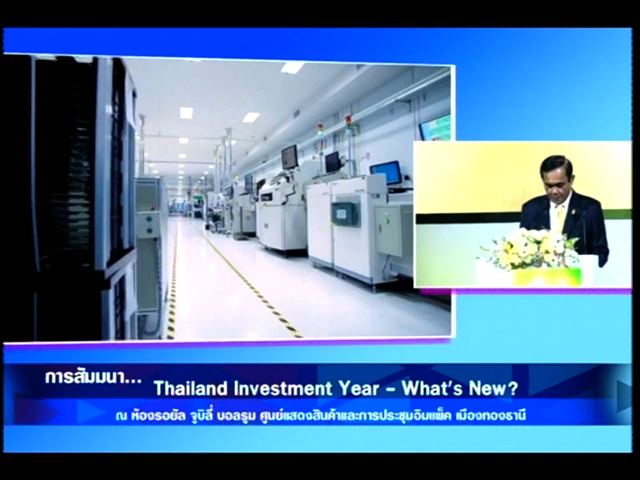 การสัมมนา...
Thailand Investment Year - What's New?
ณ ห้องรอยัล จูบิลี่ บอลรูม ศูนย์แสดงสินค้าและการประชุมอิมแพ็ค เมืองทองธานี